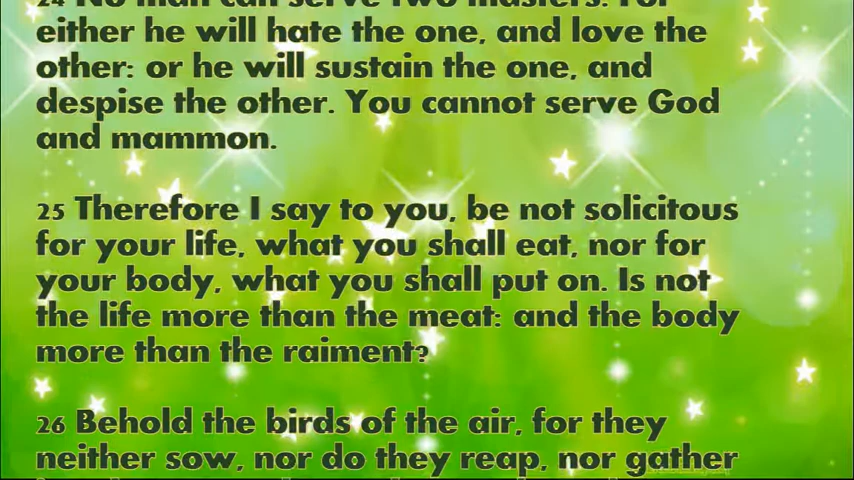 24 No man can serve two masters. For
either he will hate the one, and love the
other: or he will sustain the one, and
despise the other. You cannot serve God
and mammon.
25 Therefore I say to you, be not solicitous
for your life, what you shall eat, nor for
your body, what you shall put on. Is not
the life more than the meat: and the body
more than the raiment?
26 Behold the birds of the air, for they
neither sow, nor do they reap, nor gather